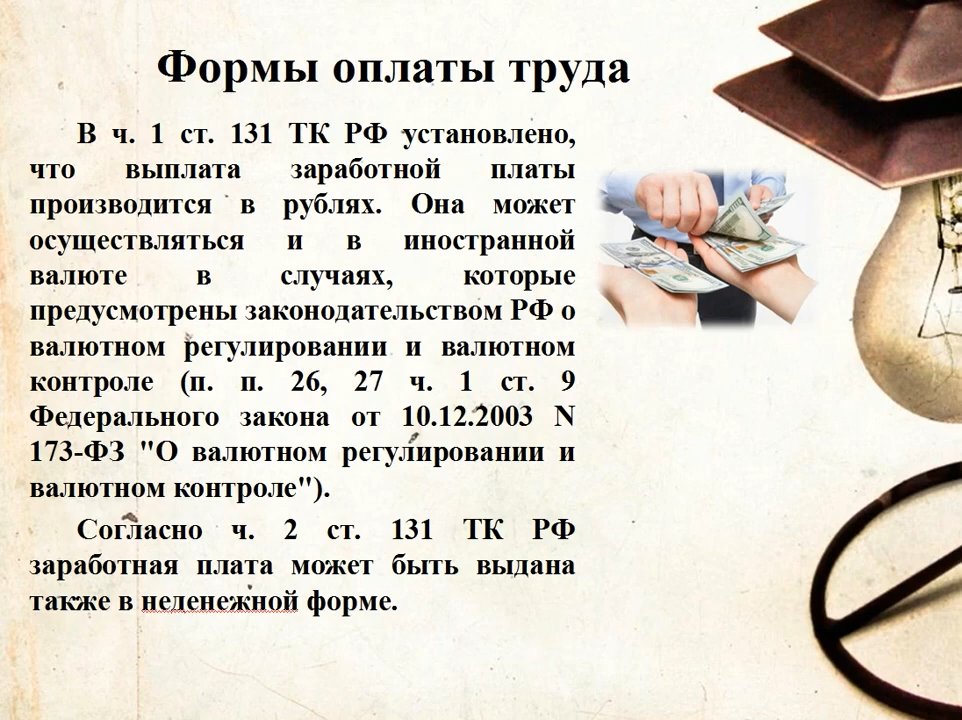 Формы оплаты труда
В ч. 1 ст. 131 ТК РФ установлено,
что выплата заработной платы
производится в рублях. Она может
осуществляться и в иностранной
валюте в случаях, которые
предусмотрены законодательством РФ о
валютном регулировании и валютном
контроле (п. п. 26, 27 ч. 1 ст. 9
Федерального закона от 10.12.2003 N
173-ФЗ "О валютном регулировании и
валютном контроле").
Согласно ч. 2 ст. 131 ТК РФ
заработная плата может быть выдана
также в неденежной форме.